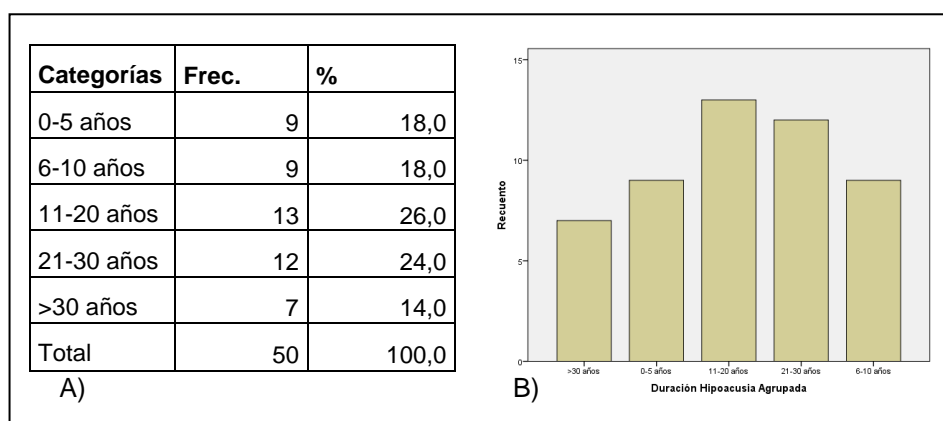 Categorías Frec. %
0-5 años 9 18,0
6-10 años 9 18,0
11-20 años 13 26,0
21-30 años 12 24,0
>30 años 7 14,0
Total 50 100,0
A)
15
10
5
0
Recuento
>30 años 0-5 años 11-20 años 21-30 años 6-10 años
Duración Hipoacusia Agrupada
B)